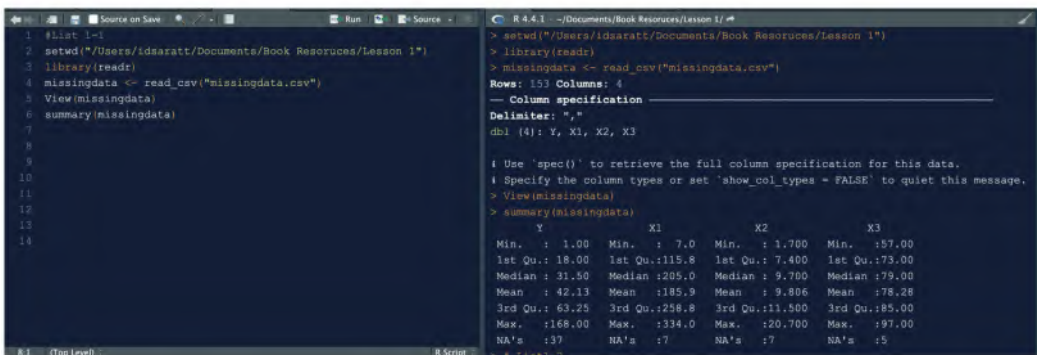 Source on Save
Run
Source
1 #List 1-1
2 setwd("/Users/idsaratt/Documents/Book Resoruces/Lesson 1")
3 library(readr)
4 missingdata <- read_csv("missingdata.csv")
5 View(missingdata)
6 summary(missingdata)
7
8
9
10
11
12
13
14
8:1 (Top Level) R Script
R 4.4.1 · ~/Documents/Book Resoruces/Lesson 1/
> setwd("/Users/idsaratt/Documents/Book Resoruces/Lesson 1")
> library(readr)
> missingdata <- read_csv("missingdata.csv")
Rows: 153 Columns: 4
— Column specification —
Delimiter: ","
dbl (4): Y, X1, X2, X3
ℹ Use `spec()` to retrieve the full column specification for this data.
ℹ Specify the column types or set `show_col_types = FALSE` to quiet this message.
> View(missingdata)
> summary(missingdata)
Y X1 X2 X3
Min. : 1.00 Min. : 7.0 Min. : 1.700 Min. :57.00
1st Qu.: 18.00 1st Qu.:115.8 1st Qu.: 7.400 1st Qu.:73.00
Median : 31.50 Median :205.0 Median : 9.700 Median :79.00
Mean : 42.13 Mean :185.9 Mean : 9.806 Mean :78.28
3rd Qu.: 63.25 3rd Qu.:258.8 3rd Qu.:11.500 3rd Qu.:85.00
Max. :168.00 Max. :334.0 Max. :20.700 Max. :97.00
NA's :37 NA's :7 NA's :7 NA's :5